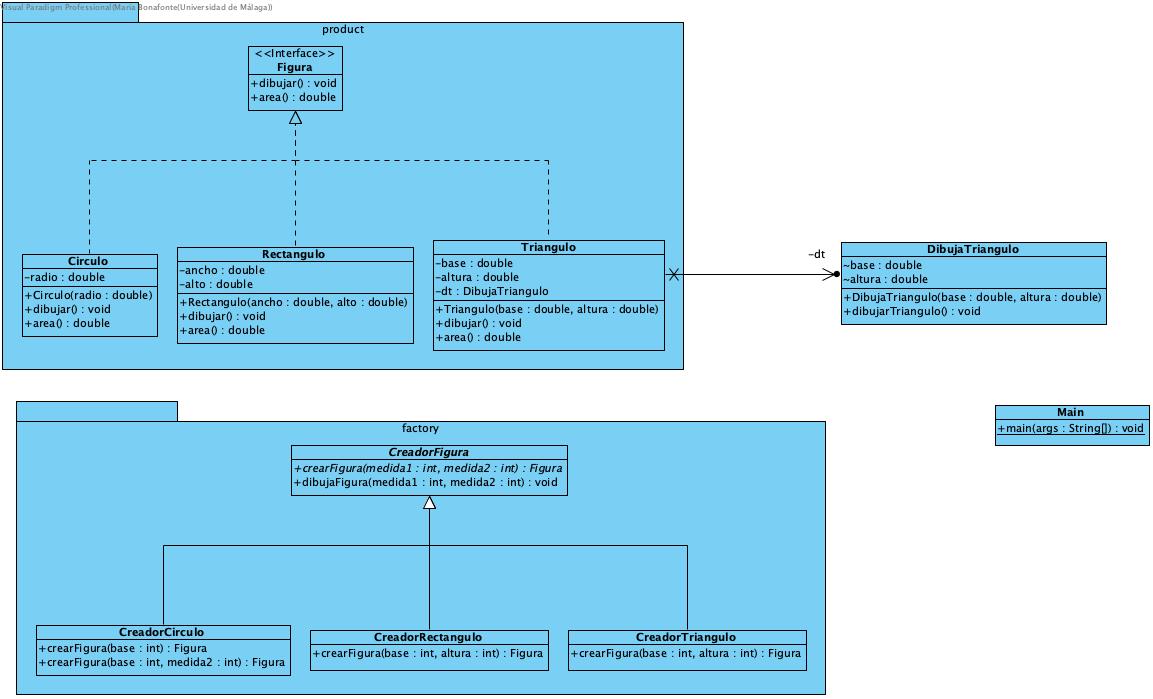 Visual Paradigm Professional(María Bonafonte(Universidad de Málaga))
product
<<Interface>>
Figura
+dibujar() : void
+area() : double
Circulo
-radio : double
+Circulo(radio : double)
+dibujar() : void
+area() : double
Rectangulo
-ancho : double
-alto : double
+Rectangulo(ancho : double, alto : double)
+dibujar() : void
+area() : double
Triangulo
-base : double
-altura : double
-dt : DibujaTriangulo
+Triangulo(base : double, altura : double)
+dibujar() : void
+area() : double
-dt
DibujaTriangulo
~base : double
~altura : double
+DibujaTriangulo(base : double, altura : double)
+dibujarTriangulo() : void
Main
+main(args : String[]) : void
factory
CreadorFigura
+crearFigura(medida1 : int, medida2 : int) : Figura
+dibujaFigura(medida1 : int, medida2 : int) : void
CreadorCirculo
+crearFigura(base : int) : Figura
+crearFigura(base : int, medida2 : int) : Figura
CreadorRectangulo
+crearFigura(base : int, altura : int) : Figura
CreadorTriangulo
+crearFigura(base : int, altura : int) : Figura